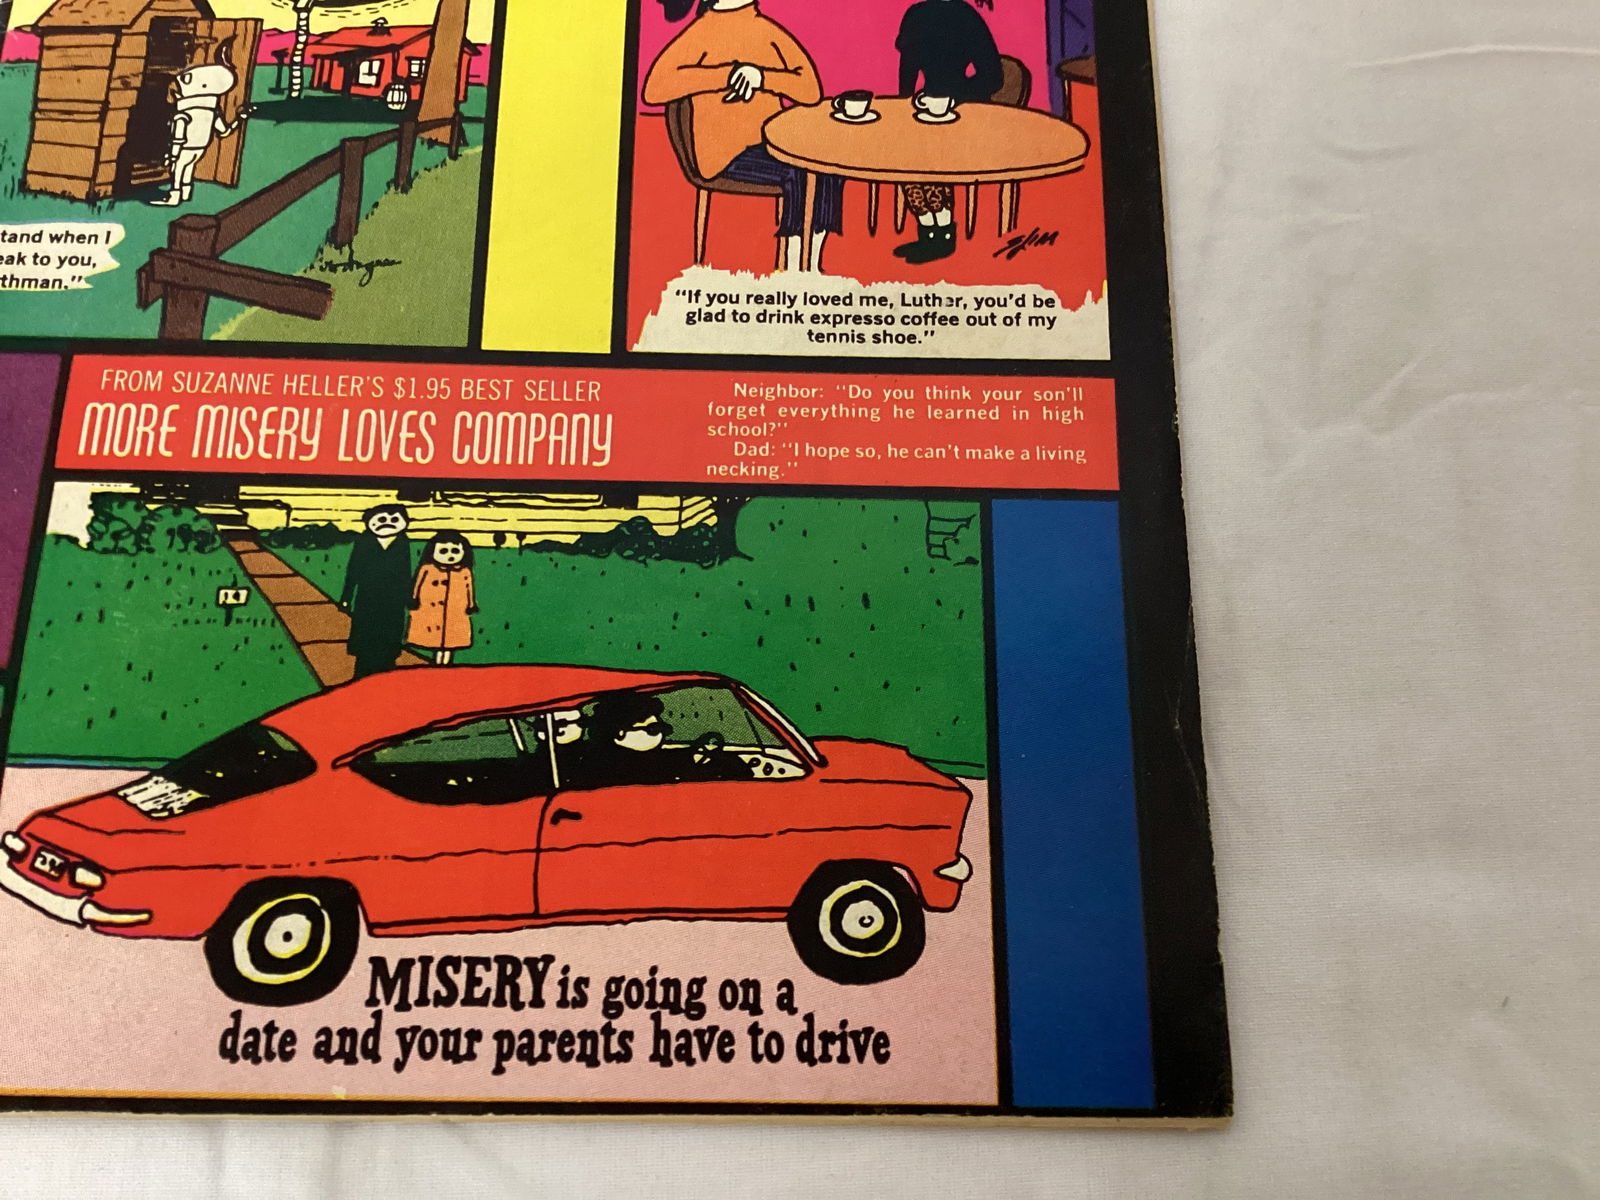 tand when I
eak to you,
thman."
SLIM
"If you really loved me, Luther, you'd be
glad to drink expresso coffee out of my
tennis shoe."
FROM SUZANNE HELLER'S $1.95 BEST SELLER
MORE MISERY LOVES COMPANY
Neighbor: "Do you think your son'll
forget everything he learned in high
school?"
Dad: "I hope so, he can't make a living
necking."
MISERY is going on a
date and your parents have to drive